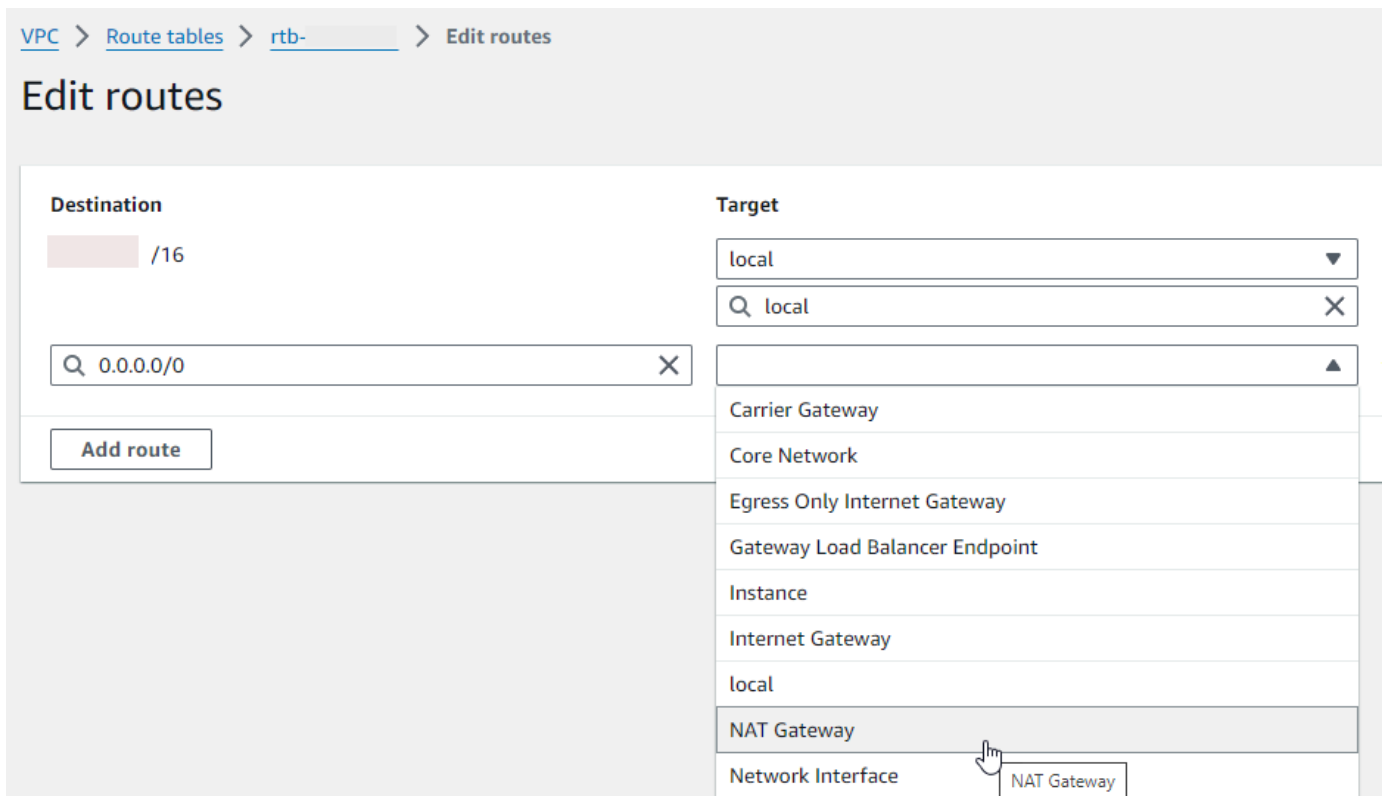 VPC > Route tables > rtb- > Edit routes
Edit routes
Destination Target
/16 local
local
0.0.0.0/0
Carrier Gateway
Add route
Core Network
Egress Only Internet Gateway
Gateway Load Balancer Endpoint
Instance
Internet Gateway
local
NAT Gateway
Network Interface
NAT Gateway